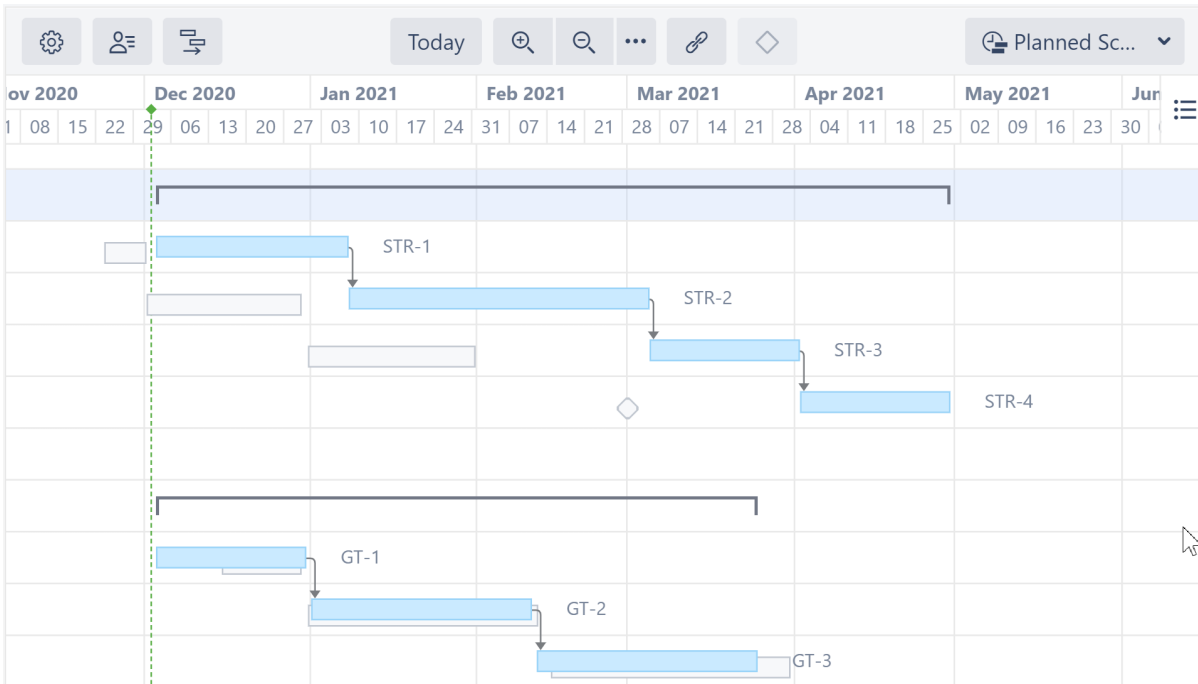 Today Planned Sc...
ov 2020 Dec 2020 Jan 2021 Feb 2021 Mar 2021 Apr 2021 May 2021 Jun
1 08 15 22 29 06 13 20 27 03 10 17 24 31 07 14 21 28 07 14 21 28 04 11 18 25 02 09 16 23 30
STR-1
STR-2
STR-3
STR-4
GT-1
GT-2
GT-3